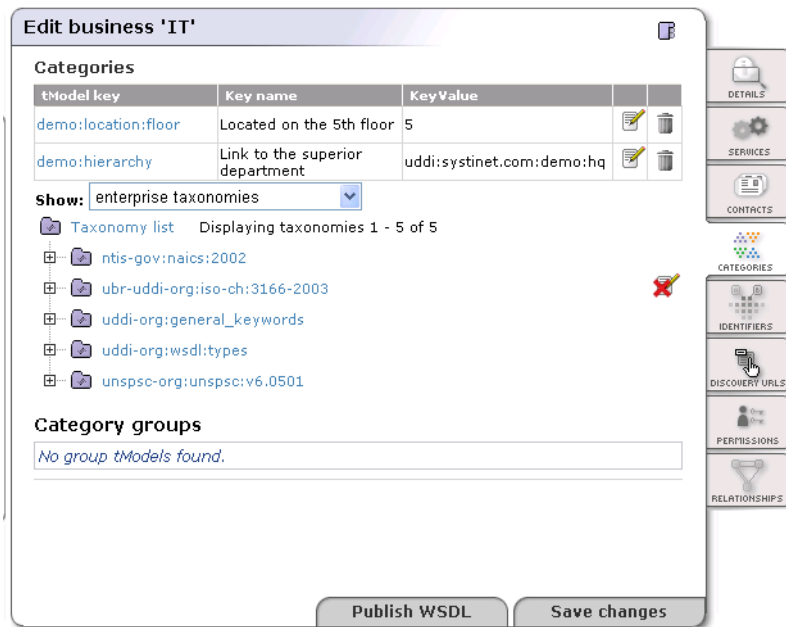 Edit business 'IT'
Categories
tModel key Key name KeyValue
demo:location:floor Located on the 5th floor 5
demo:hierarchy Link to the superior department uddi:systinet.com:demo:hq
Show: enterprise taxonomies
Taxonomy list Displaying taxonomies 1 - 5 of 5
ntis-gov:naics:2002
ubr-uddi-org:iso-ch:3166-2003
uddi-org:general_keywords
uddi-org:wsdl:types
unspsc-org:unspsc:v6.0501
Category groups
No group tModels found.
Publish WSDL Save changes
DETAILS
SERVICES
CONTACTS
CATEGORIES
IDENTIFIERS
DISCOVERY URLS
PERMISSIONS
RELATIONSHIPS